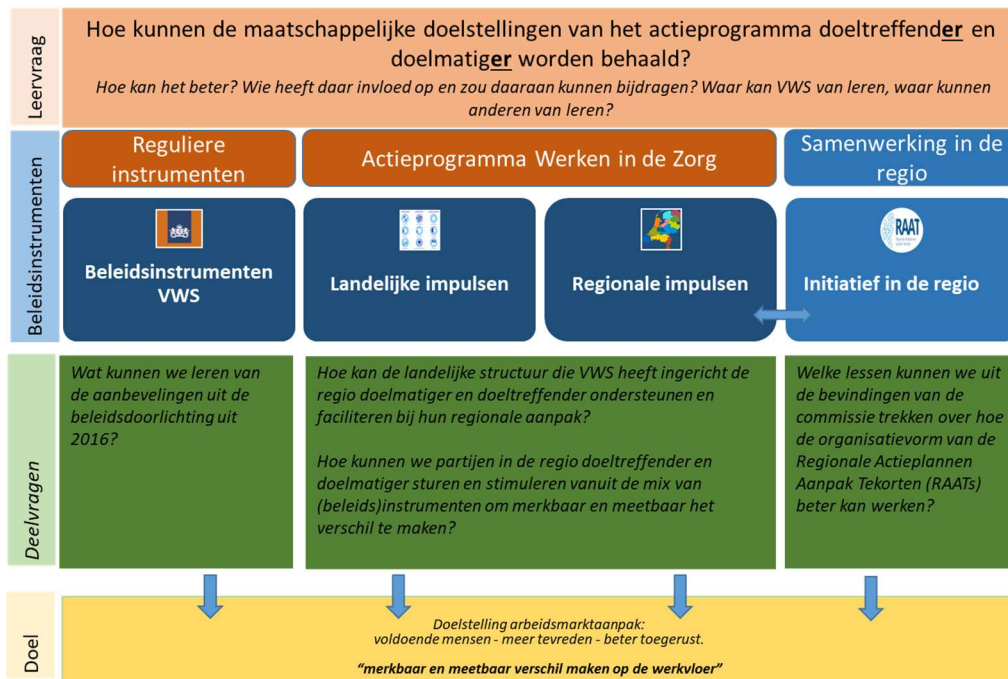 Leervraag
Hoe kunnen de maatschappelijke doelstellingen van het actieprogramma doeltreffender en
doelmatiger worden behaald?
Hoe kan het beter? Wie heeft daar invloed op en zou daaraan kunnen bijdragen? Waar kan VWS van leren, waar kunnen
anderen van leren?
Beleidsinstrumenten
Reguliere
instrumenten
Actieprogramma Werken in de Zorg
Samenwerking in de
regio
Beleidsinstrumenten
VWS
Landelijke impulsen
Regionale impulsen
RAAT
Initiatief in de regio
Deelvragen
Wat kunnen we leren van
de aanbevelingen uit de
beleidsdoorlichting uit
2016?
Hoe kan de landelijke structuur die VWS heeft ingericht de
regio doelmatiger en doeltreffender ondersteunen en
faciliteren bij hun regionale aanpak?
Hoe kunnen we partijen in de regio doeltreffender en
doelmatiger sturen en stimuleren vanuit de mix van
(beleids)instrumenten om merkbaar en meetbaar het
verschil te maken?
Welke lessen kunnen we uit
de bevindingen van de
commissie trekken over hoe
de organisatievorm van de
Regionale Actieplannen
Aanpak Tekorten (RAATs)
beter kan werken?
Doel
Doelstelling arbeidsmarktaanpak:
voldoende mensen - meer tevreden - beter toegerust.
“merkbaar en meetbaar verschil maken op de werkvloer”